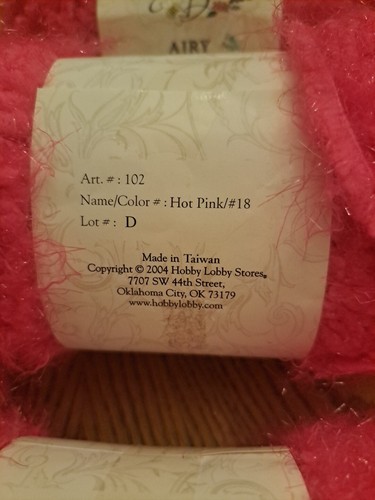 AIRY
Art. # : 102
Name/Color # : Hot Pink/#18
Lot # : D
Made in Taiwan
Copyright © 2004 Hobby Lobby Stores®
7707 SW 44th Street,
Oklahoma City, OK 73179
www.hobbylobby.com